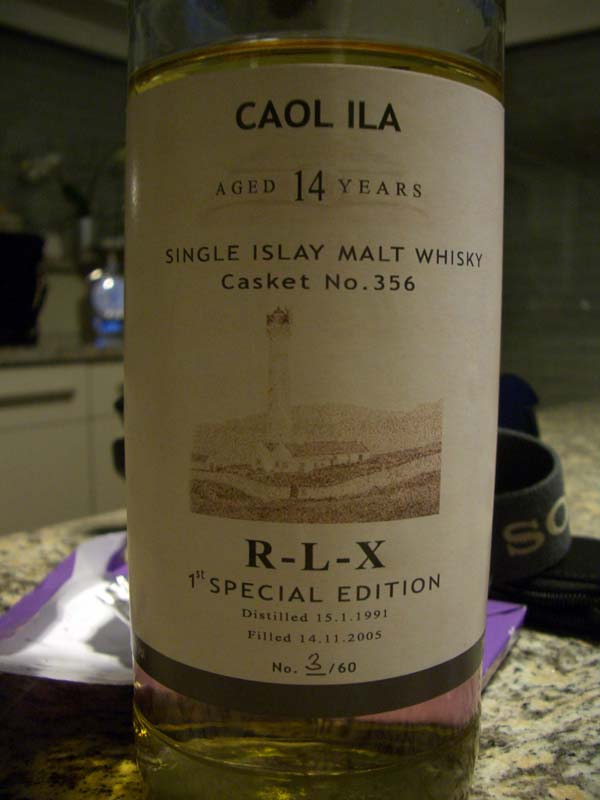 CAOL ILA
AGED 14 YEARS
SINGLE ISLAY MALT WHISKY
Casket No.356
R-L-X
1st SPECIAL EDITION
Distilled 15.1.1991
Filled 14.11.2005
No. 3/60
SO